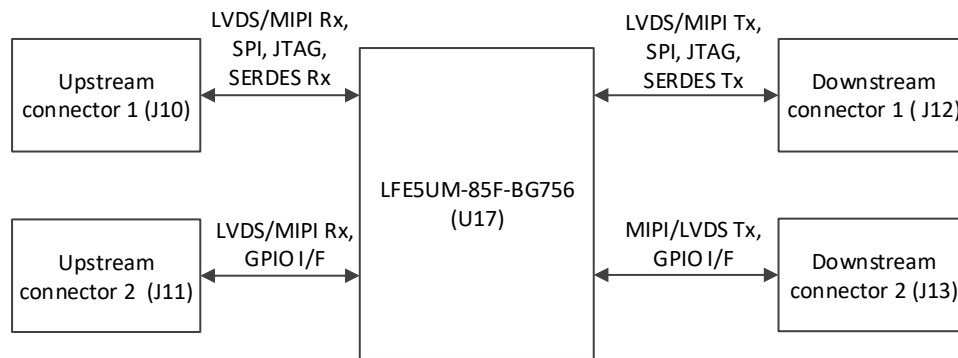 LVDS/MIPI Rx,
SPI, JTAG,
SERDES Rx
LVDS/MIPI Tx,
SPI, JTAG,
SERDES Tx
Upstream
connector 1 (J10)
Downstream
connector 1 ( J12)
LFE5UM-85F-BG756
(U17)
LVDS/MIPI Rx,
GPIO I/F
MIPI/LVDS Tx,
GPIO I/F
Upstream
connector 2  (J11)
Downstream
connector 2 (J13)